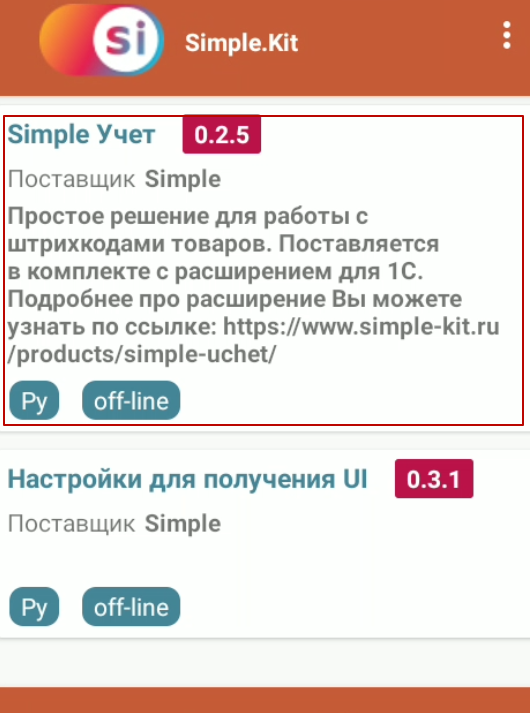 Si
Simple.Kit
Simple Учет 0.2.5
Поставщик Simple
Простое решение для работы с
штрихкодами товаров. Поставляется
в комплекте с расширением для 1С.
Подробнее про расширение Вы можете
узнать по ссылке: https://www.simple-kit.ru
/products/simple-uchet/
Py off-line
Настройки для получения UI 0.3.1
Поставщик Simple
Py off-line